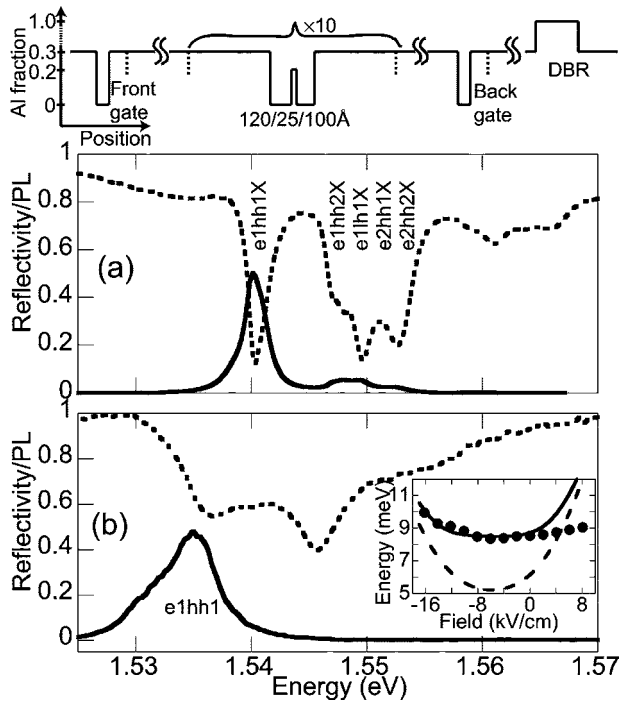 Al fraction
1.0
0.3
0.2
0
×10
Front
gate
Position
120/25/100Å
Back
gate
DBR
(a)
Reflectivity/PL
1
0.8
0.6
0.4
0.2
0
e1hh1X
e1hh2X
e1lh1X
e2hh1X
e2hh2X
(b)
Reflectivity/PL
1
0.8
0.6
0.4
0.2
0
e1hh1
Energy (meV)
11
9
7
5
-16
-8
0
8
Field (kV/cm)
1.53
1.54
1.55
1.56
1.57
Energy (eV)